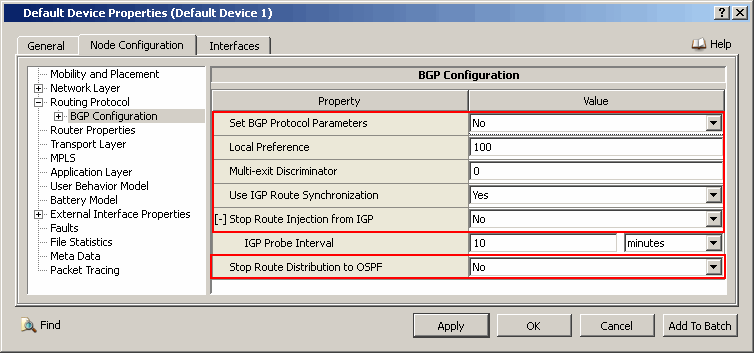 Default Device Properties (Default Device 1)
General
Node Configuration
Interfaces
Help
Mobility and Placement
Network Layer
Routing Protocol
BGP Configuration
Router Properties
Transport Layer
MPLS
Application Layer
User Behavior Model
Battery Model
External Interface Properties
Faults
File Statistics
Meta Data
Packet Tracing
BGP Configuration
Property Value
Set BGP Protocol Parameters No
Local Preference 100
Multi-exit Discriminator 0
Use IGP Route Synchronization Yes
[-] Stop Route Injection from IGP No
IGP Probe Interval 10 minutes
Stop Route Distribution to OSPF No
Find
Apply
OK
Cancel
Add To Batch